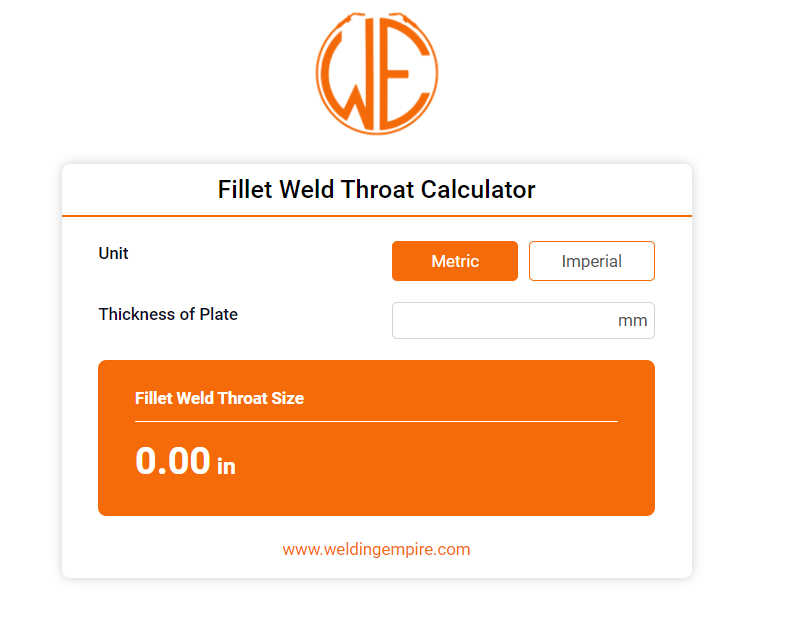 WE
Fillet Weld Throat Calculator
Unit
Metric
Imperial
Thickness of Plate
mm
Fillet Weld Throat Size
0.00 in
www.weldingempire.com